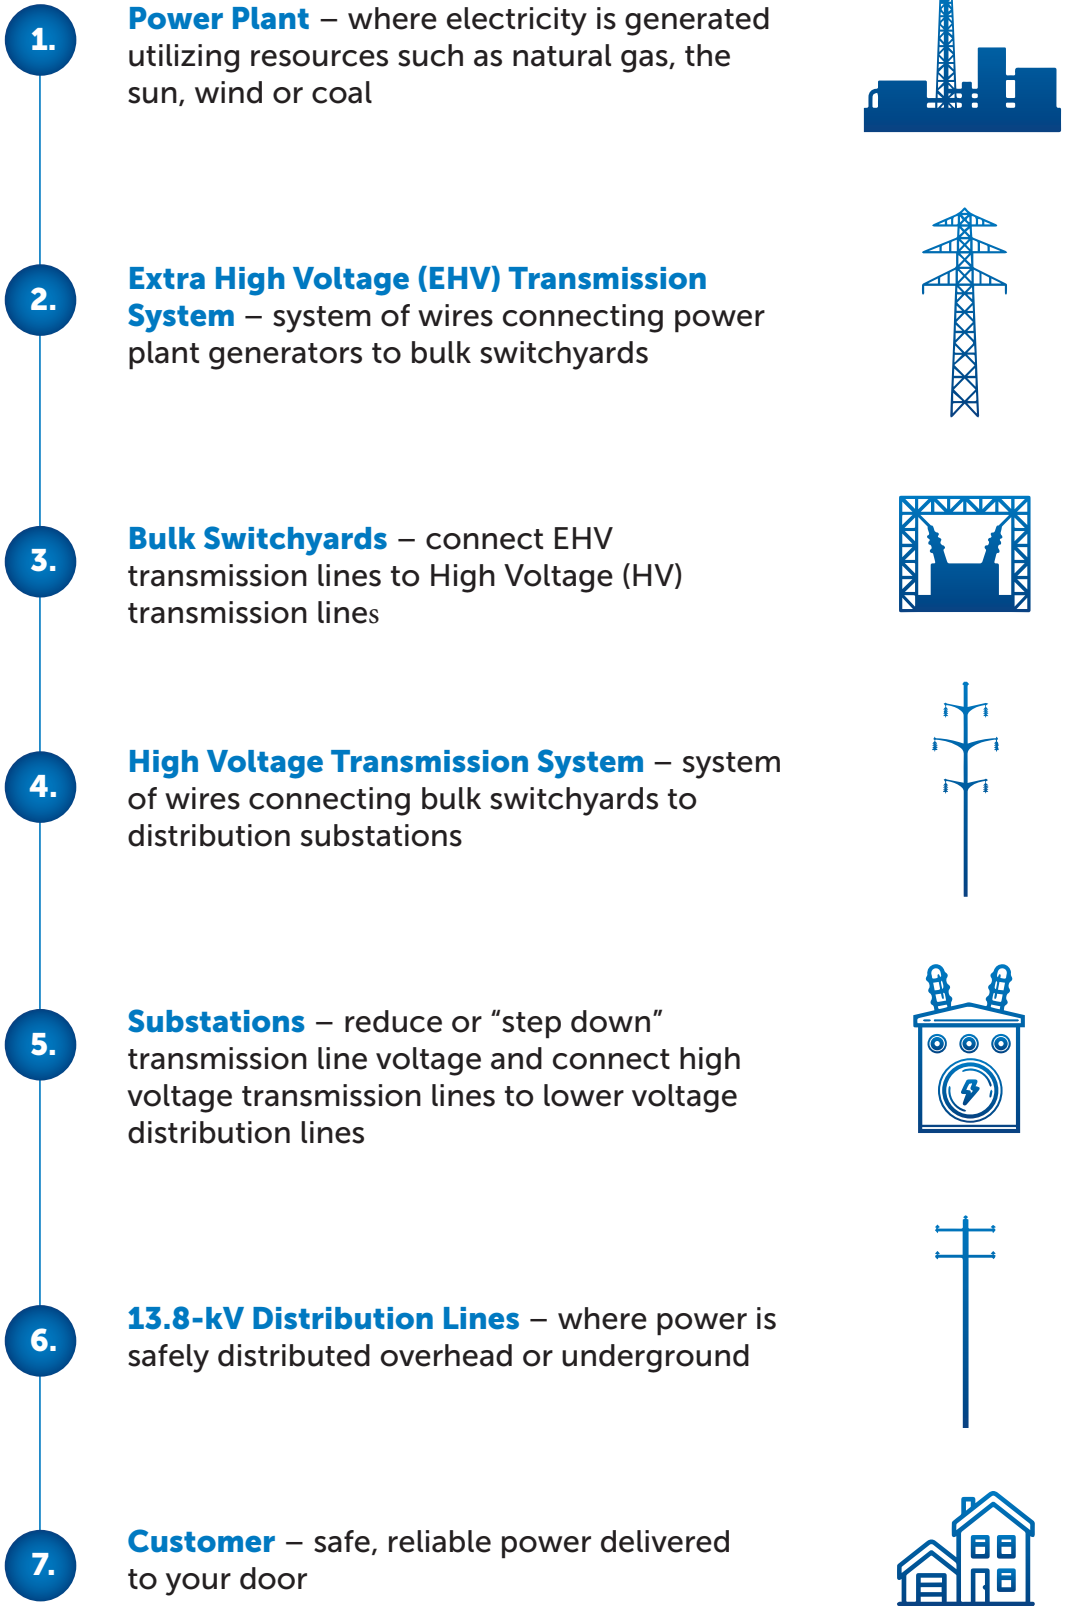 1.
Power Plant – where electricity is generated
utilizing resources such as natural gas, the
sun, wind or coal
2.
Extra High Voltage (EHV) Transmission
System – system of wires connecting power
plant generators to bulk switchyards
3.
Bulk Switchyards – connect EHV
transmission lines to High Voltage (HV)
transmission lines
4.
High Voltage Transmission System – system
of wires connecting bulk switchyards to
distribution substations
5.
Substations – reduce or “step down”
transmission line voltage and connect high
voltage transmission lines to lower voltage
distribution lines
6.
13.8-kV Distribution Lines – where power is
safely distributed overhead or underground
7.
Customer – safe, reliable power delivered
to your door